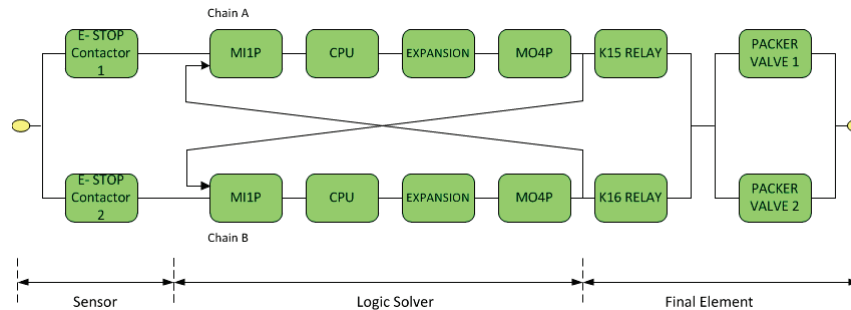 Chain A
E- STOP
Contactor
1
MI1P
CPU
EXPANSION
MO4P
K15 RELAY
PACKER
VALVE 1
E- STOP
Contactor
2
MI1P
CPU
EXPANSION
MO4P
K16 RELAY
PACKER
VALVE 2
Chain B
Sensor
Logic Solver
Final Element